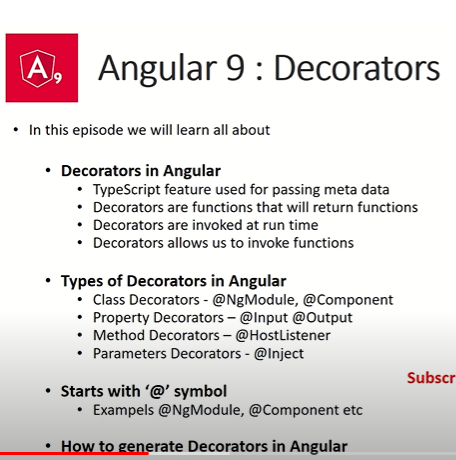 A9
Angular 9 : Decorators
• In this episode we will learn all about
• Decorators in Angular
• TypeScript feature used for passing meta data
• Decorators are functions that will return functions
• Decorators are invoked at run time
• Decorators allows us to invoke functions
• Types of Decorators in Angular
• Class Decorators - @NgModule, @Component
• Property Decorators – @Input @Output
• Method Decorators – @HostListener
• Parameters Decorators - @Inject
Subscr
• Starts with ‘@’ symbol
• Exampels @NgModule, @Component etc
• How to generate Decorators in Angular